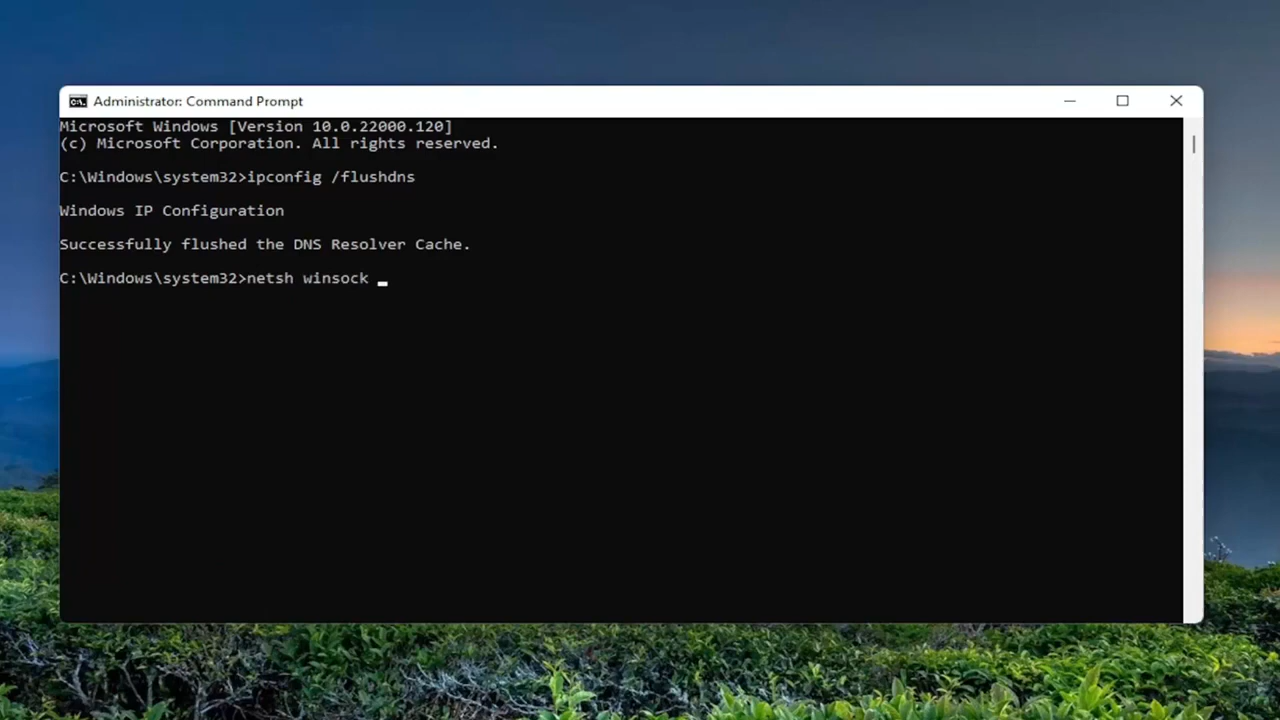 Administrator: Command Prompt
Microsoft Windows [Version 10.0.22000.120]
(c) Microsoft Corporation. All rights reserved.
C:\Windows\system32>ipconfig /flushdns
Windows IP Configuration
Successfully flushed the DNS Resolver Cache.
C:\Windows\system32>netsh winsock _